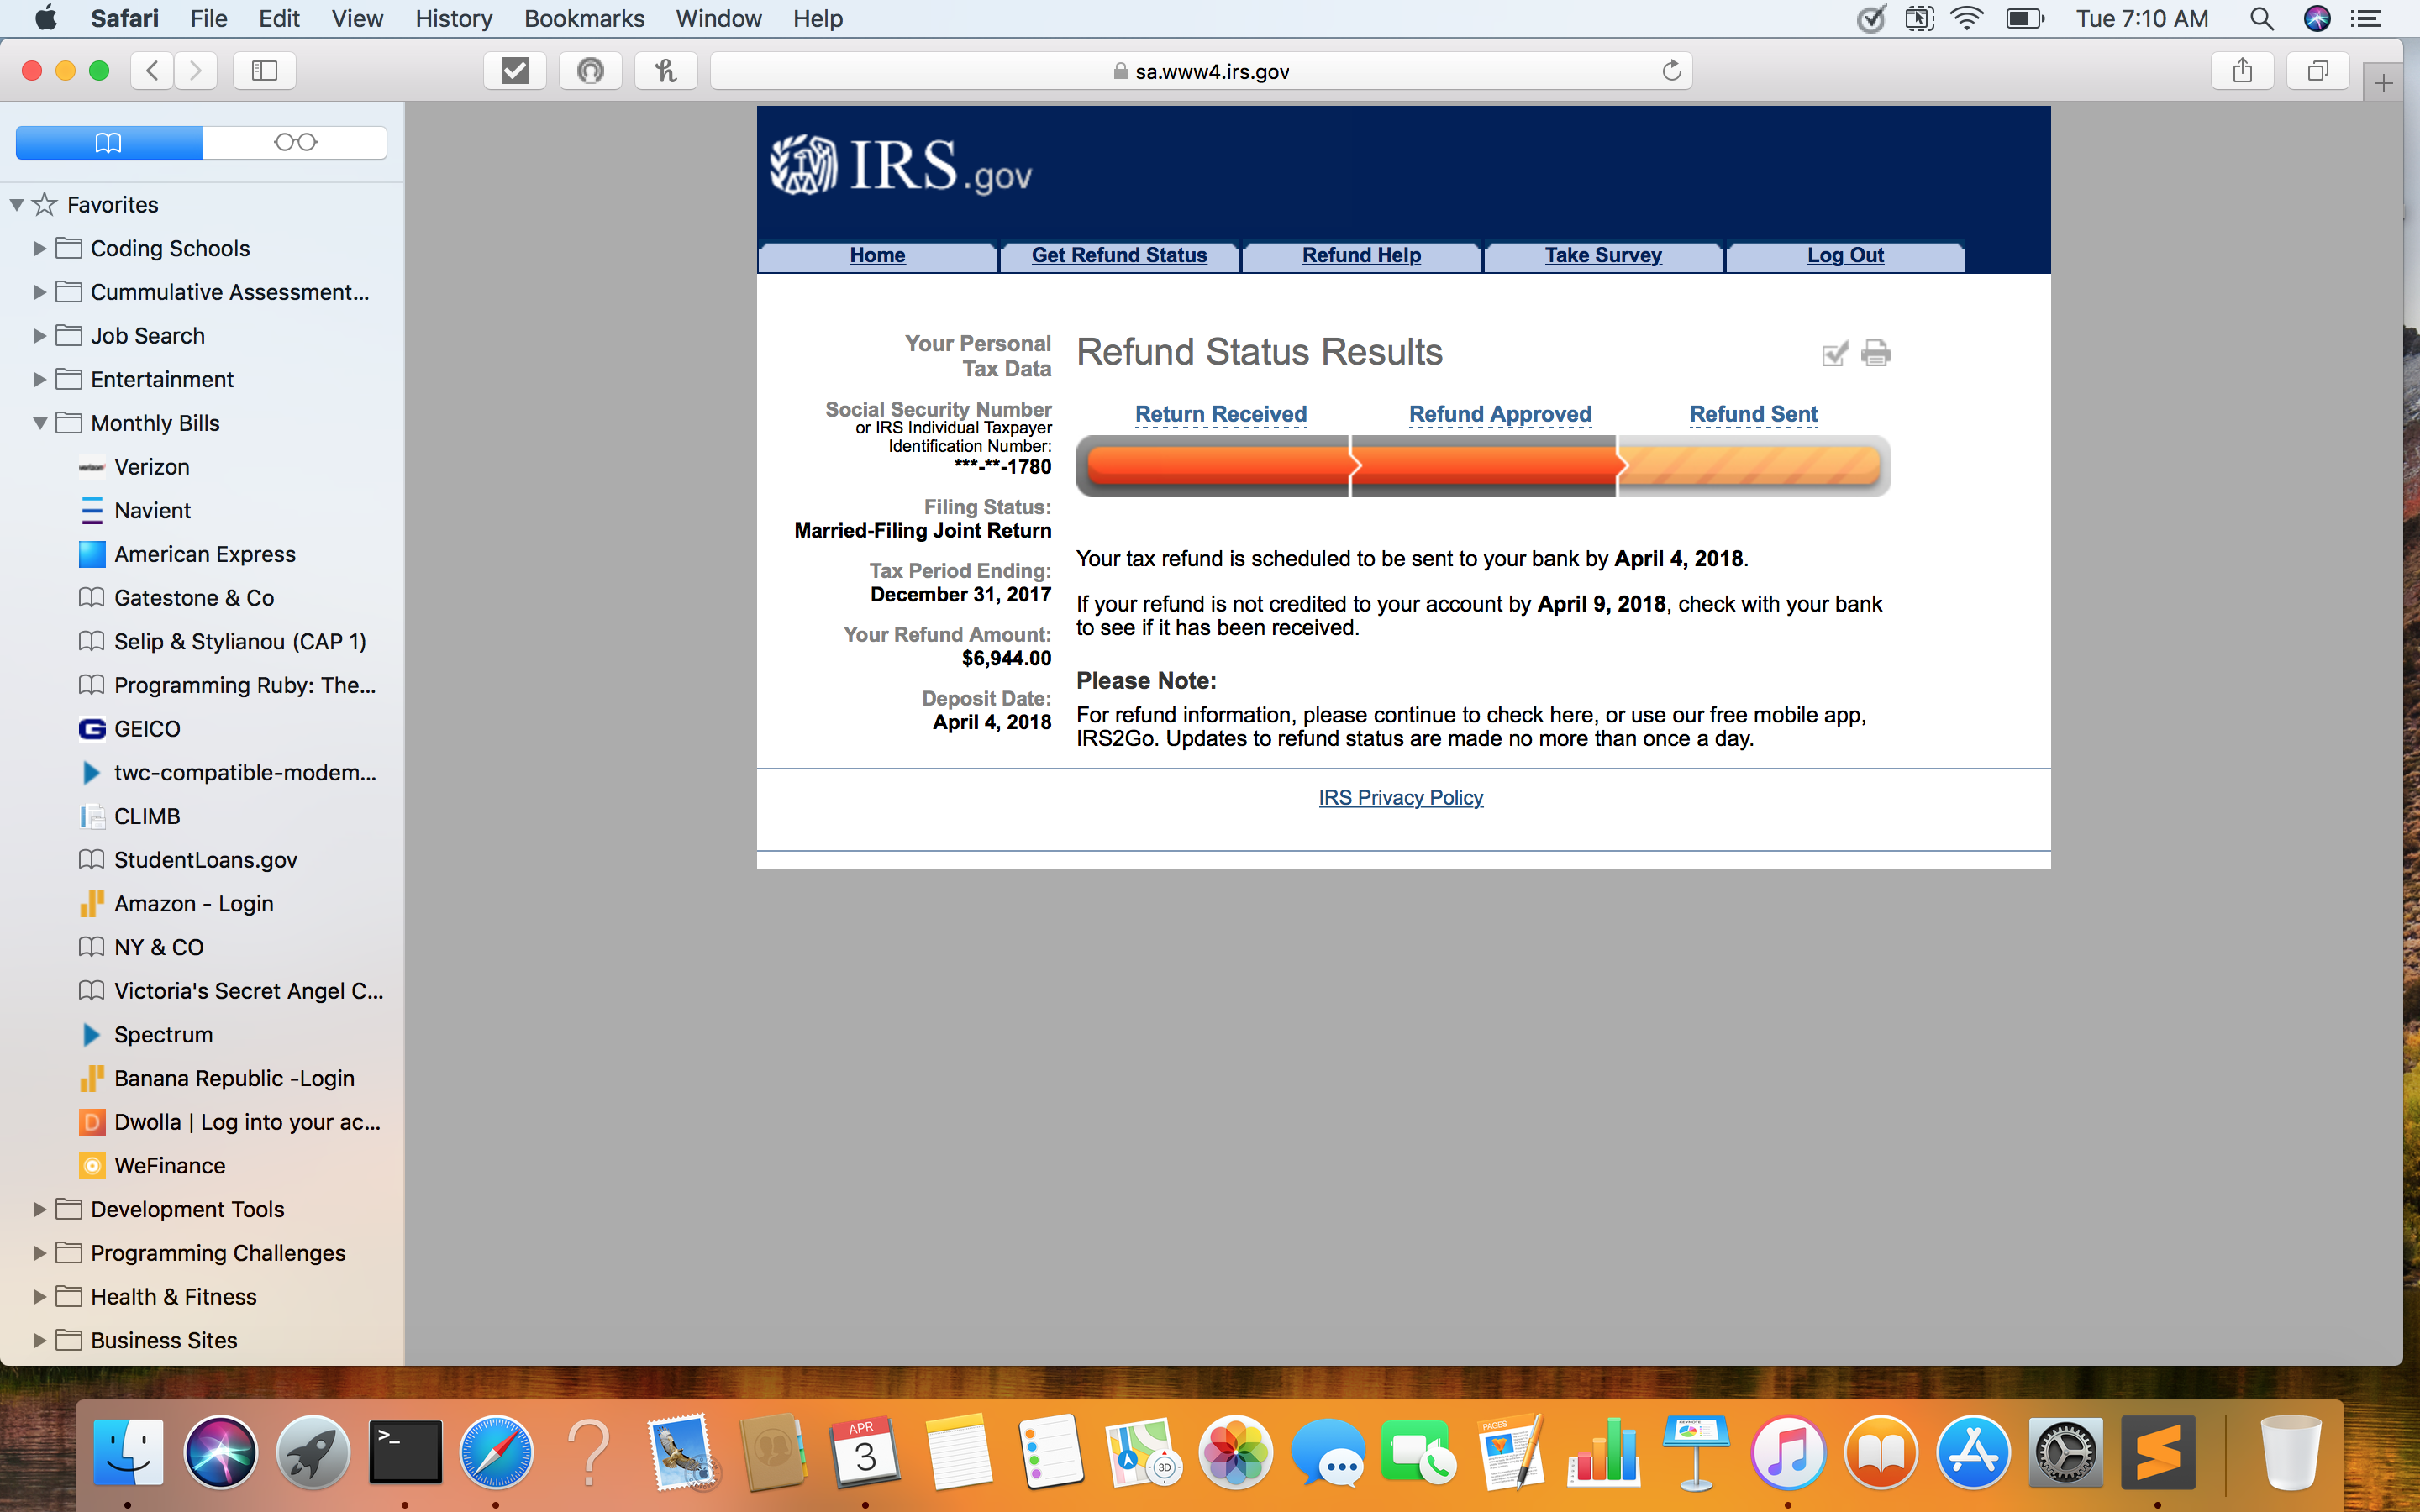 Safari File Edit View History Bookmarks Window Help
Tue 7:10 AM
sa.www4.irs.gov
Favorites
Coding Schools
Cummulative Assessment...
Job Search
Entertainment
Monthly Bills
Verizon
Navient
American Express
Gatestone & Co
Selip & Stylianou (CAP 1)
Programming Ruby: The...
GEICO
twc-compatible-modem...
CLIMB
StudentLoans.gov
Amazon - Login
NY & CO
Victoria's Secret Angel C...
Spectrum
Banana Republic -Login
Dwolla | Log into your ac...
WeFinance
Development Tools
Programming Challenges
Health & Fitness
Business Sites
IRS.gov
Home
Get Refund Status
Refund Help
Take Survey
Log Out
Your Personal
Tax Data
Social Security Number
or IRS Individual Taxpayer
Identification Number:
***-**-1780
Filing Status:
Married-Filing Joint Return
Tax Period Ending:
December 31, 2017
Your Refund Amount:
$6,944.00
Deposit Date:
April 4, 2018
Refund Status Results
Return Received
Refund Approved
Refund Sent
Your tax refund is scheduled to be sent to your bank by April 4, 2018.
If your refund is not credited to your account by April 9, 2018, check with your bank
to see if it has been received.
Please Note:
For refund information, please continue to check here, or use our free mobile app,
IRS2Go. Updates to refund status are made no more than once a day.
IRS Privacy Policy
APR
3
3D
PAGES